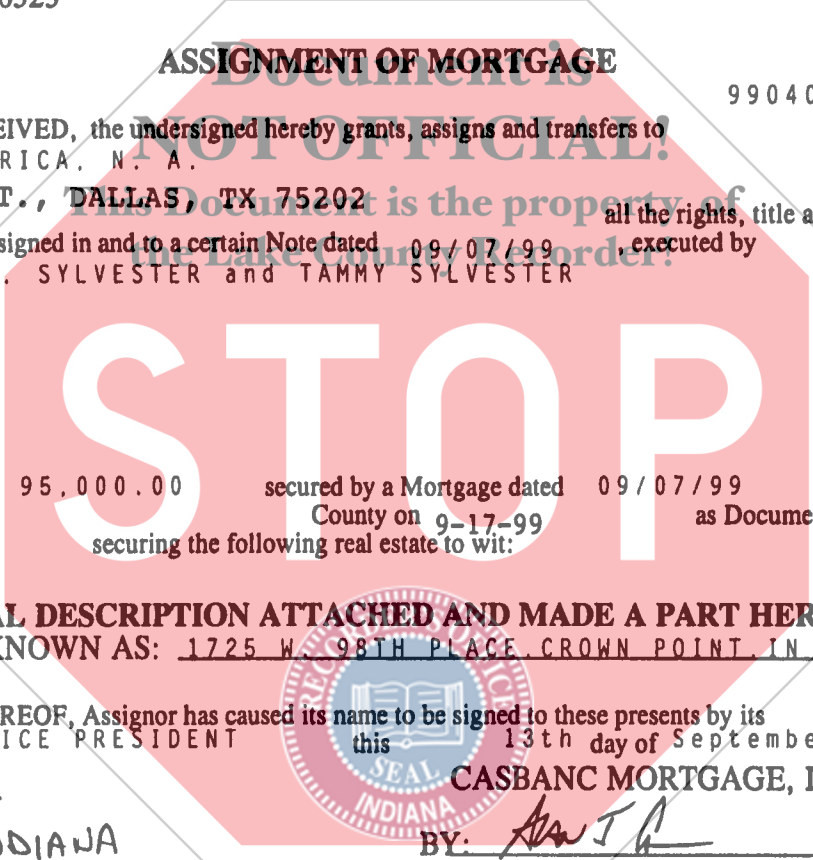 ASSIGNMENT OF MORTGAGE
Document is
9904
EIVED, the undersigned hereby grants, assigns and transfers to
NOT OFFICIAL!
RICA, N. A.
T., DALLAS, TX 75202
This Document is the property of
all the rights, title a
signed in and to a certain Note dated 09/07/99 , executed by
the Lake County Recorder!
. SYLVESTER and TAMMY SYLVESTER
STOP
95,000.00 secured by a Mortgage dated 09/07/99
County on 9-17-99 as Docume
securing the following real estate to wit:
AL DESCRIPTION ATTACHED AND MADE A PART HER
KNOWN AS: 1725 W. 98TH PLACE, CROWN POINT, IN
RECORDER'S OFFICE
REOF, Assignor has caused its name to be signed to these presents by its
ICE PRESIDENT this 13th day of Septembe
SEAL
CASBANC MORTGAGE, I
INDIANA
NDIANA
BY: